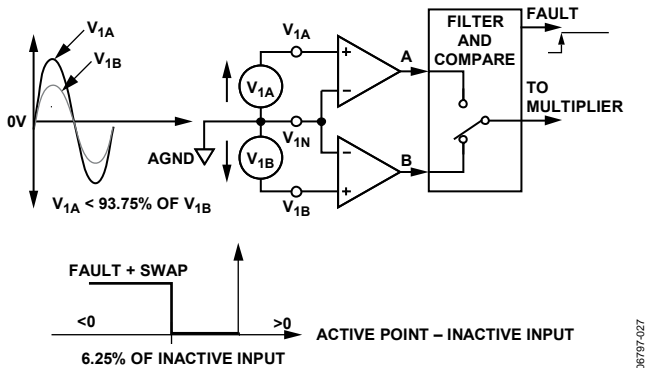 V1A
V1B
0V
V1A < 93.75% OF V1B
AGND
V1A
V1A
V1N
V1B
V1B
+
−
−
+
A
B
FILTER
AND
COMPARE
FAULT
TO
MULTIPLIER
FAULT + SWAP
<0
>0
ACTIVE POINT – INACTIVE INPUT
6.25% OF INACTIVE INPUT
06797-027